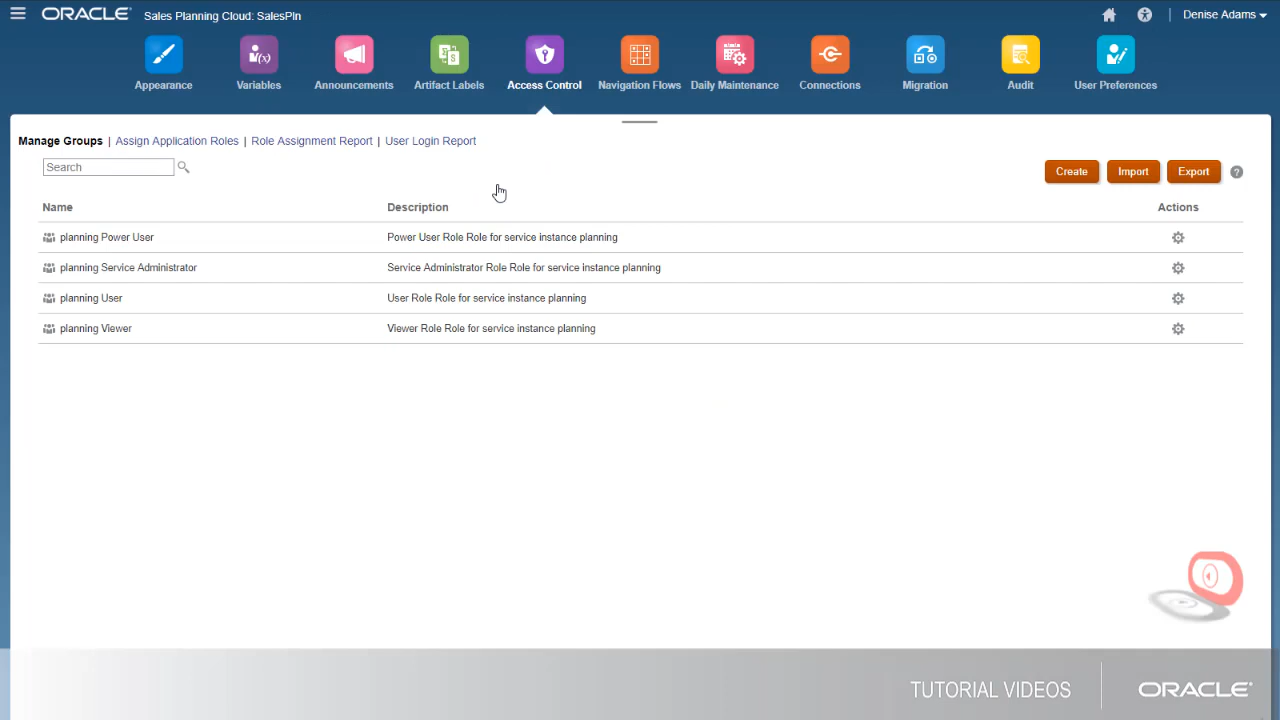 ORACLE® Sales Planning Cloud: SalesPln
Denise Adams
Appearance
Variables
Announcements
Artifact Labels
Access Control
Navigation Flows
Daily Maintenance
Connections
Migration
Audit
User Preferences
Manage Groups | Assign Application Roles | Role Assignment Report | User Login Report
Search
Create Import Export ?
Name Description Actions
planning Power User Power User Role Role for service instance planning
planning Service Administrator Service Administrator Role Role for service instance planning
planning User User Role Role for service instance planning
planning Viewer Viewer Role Role for service instance planning
TUTORIAL VIDEOS ORACLE®